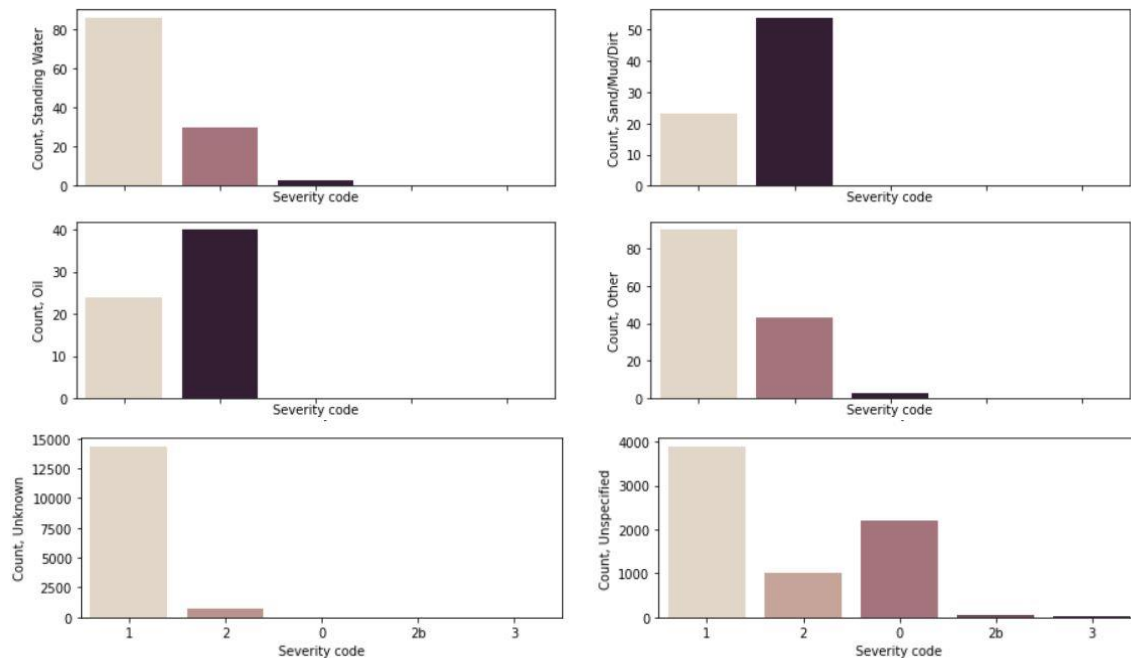 Count, Standing Water
80
60
40
20
0
Severity code
Count, Sand/Mud/Dirt
50
40
30
20
10
0
Severity code
Count, Oil
40
30
20
10
0
Severity code
Count, Other
80
60
40
20
0
Severity code
Count, Unknown
15000
12500
10000
7500
5000
2500
0
1 2 0 2b 3
Severity code
Count, Unspecified
4000
3000
2000
1000
0
1 2 0 2b 3
Severity code